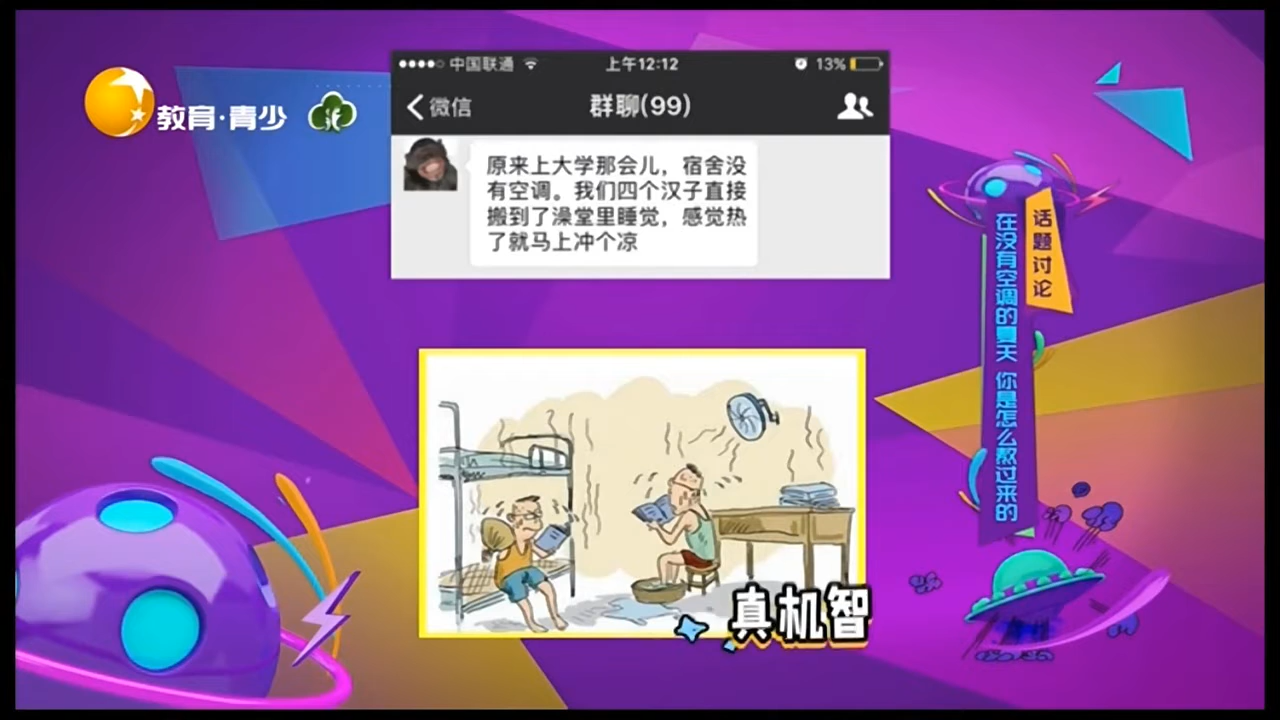 教育·青少
中国联通
上午12:12
13%
微信
群聊(99)
原来上大学那会儿，宿舍没
有空调。我们四个汉子直接
搬到了澡堂里睡觉，感觉热
了就马上冲个凉
话题讨论
在没有空调的夏天 你是怎么熬过来的
真机智